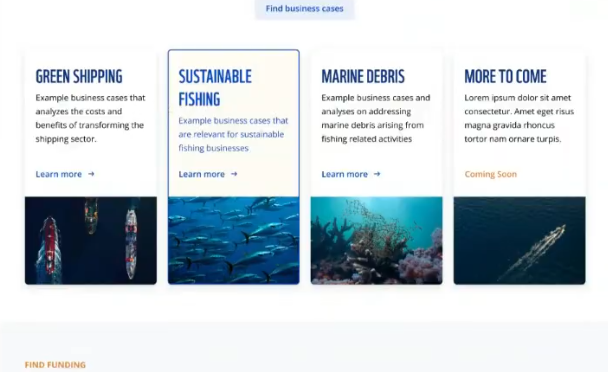 Find business cases
GREEN SHIPPING
Example business cases that
analyzes the costs and
benefits of transforming the
shipping sector.
Learn more →
SUSTAINABLE
FISHING
Example business cases that
are relevant for sustainable
fishing businesses
Learn more →
MARINE DEBRIS
Example business cases and
analyses on addressing
marine debris arising from
fishing related activities
Learn more →
MORE TO COME
Lorem ipsum dolor sit amet
consectetur. Amet eget risus
magna gravida rhoncus
tortor nam ornare turpis.
Coming Soon
FIND FUNDING